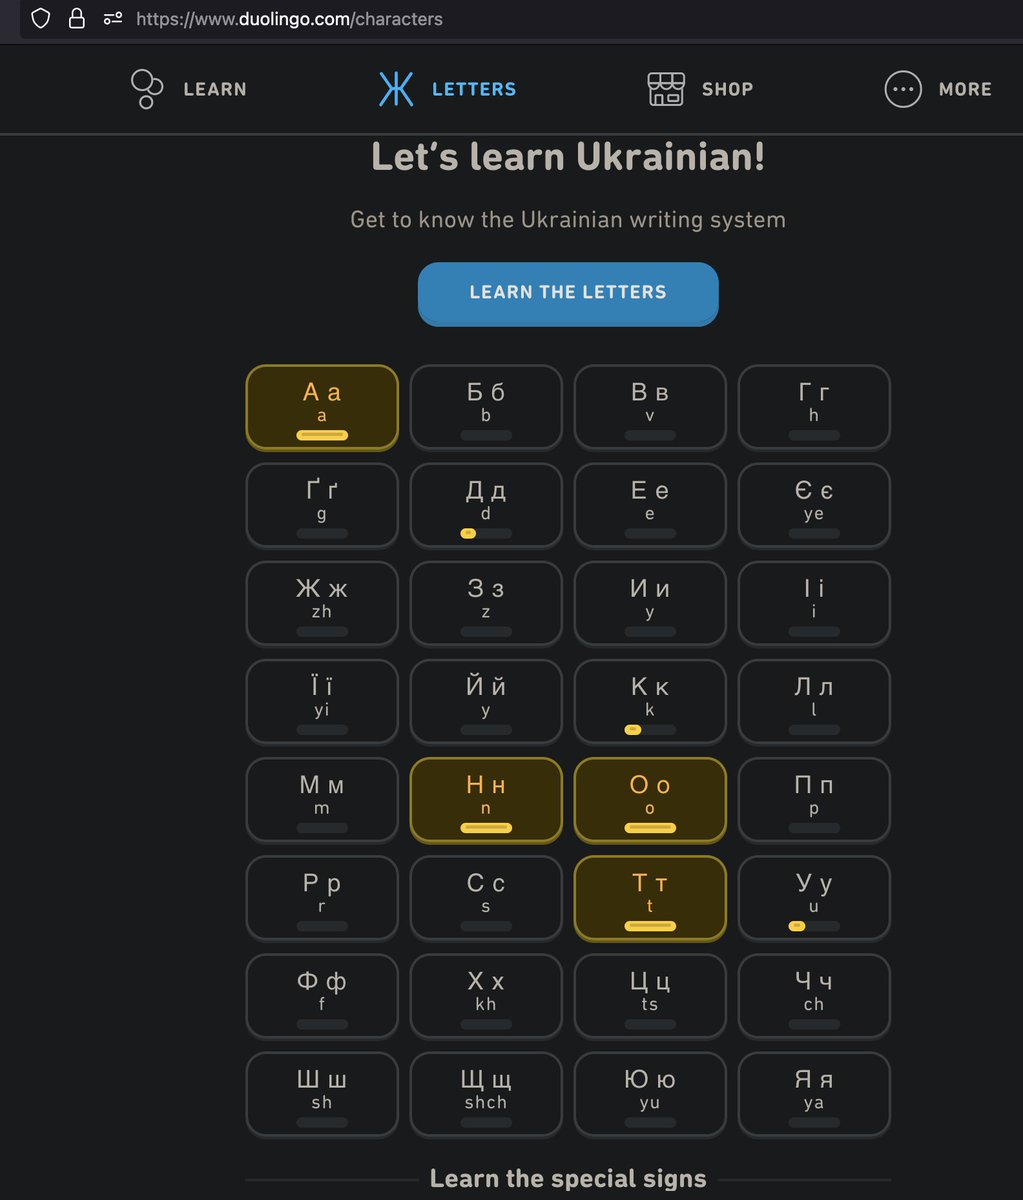 https://www.duolingo.com/characters
LEARN Ж LETTERS SHOP MORE
Let's learn Ukrainian!
Get to know the Ukrainian writing system
LEARN THE LETTERS
А а Б б В в Г г
a b v h
Ґ ґ Д д Е е Є є
g d e ye
Ж ж З з И и І і
zh z y i
Ї ї Й й К к Л л
yi y k l
М м Н н О о П п
m n o p
Р р С с Т т У у
r s t u
Ф ф Х х Ц ц Ч ч
f kh ts ch
Ш ш Щ щ Ю ю Я я
sh shch yu ya
Learn the special signs